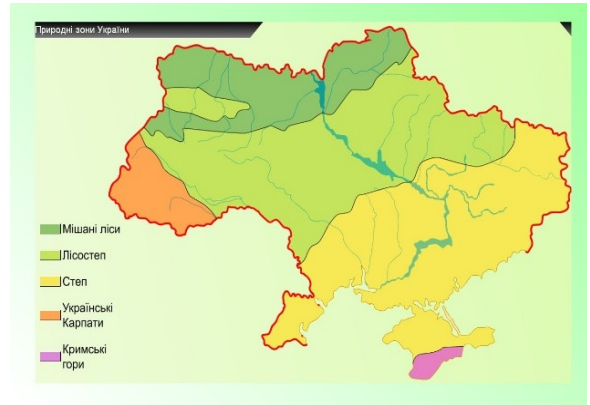 Природні зони України
Мішані ліси
Лісостеп
Степ
Українські
Карпати
Кримські
гори